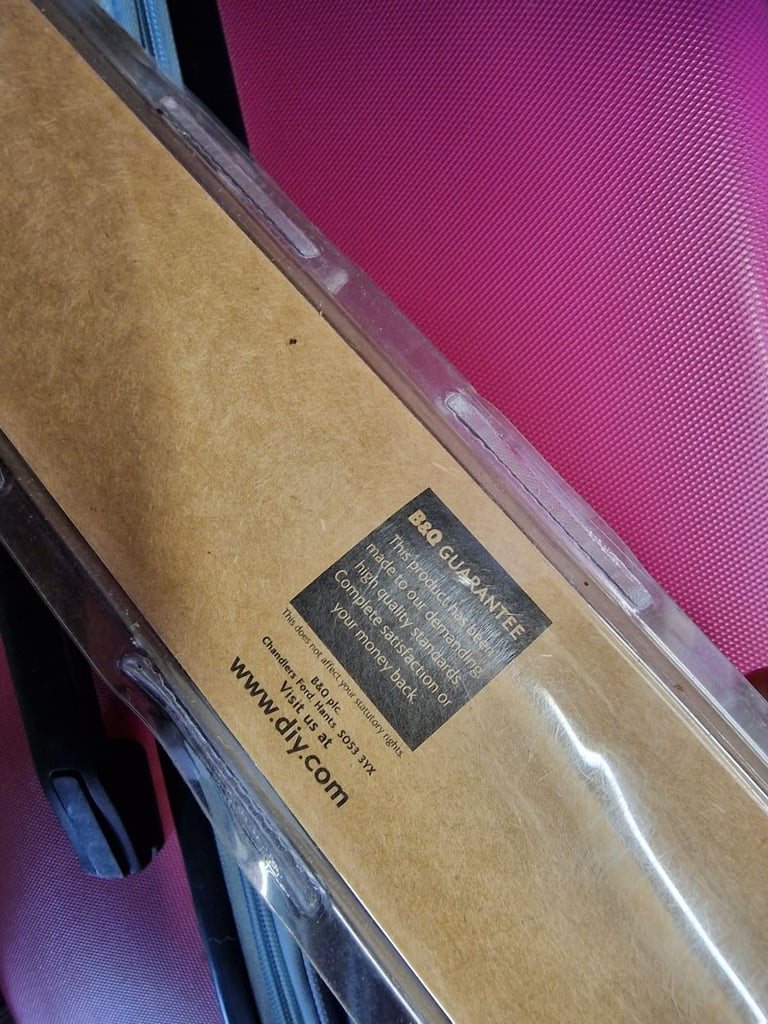 B&Q GUARANTEE
This product has been
made to our demanding
high quality standards
Complete satisfaction or
your money back
This does not affect your statutory rights.
B&Q plc.
Chandlers Ford. Hants SO53 3YX
Visit us at
www.diy.com